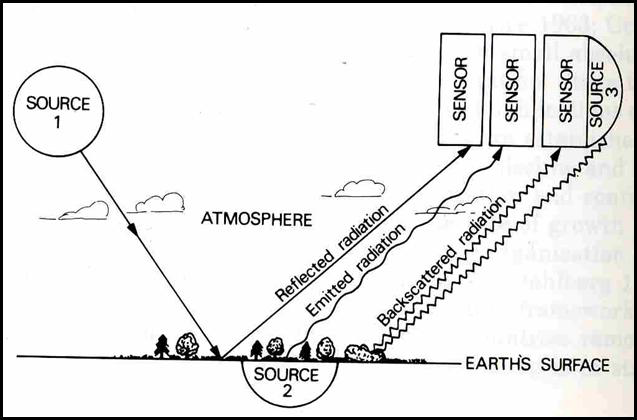 SOURCE
1
SENSOR
SENSOR
SENSOR
SOURCE
3
ATMOSPHERE
Reflected radiation
Emitted radiation
Backscattered radiation
EARTH'S SURFACE
SOURCE
2